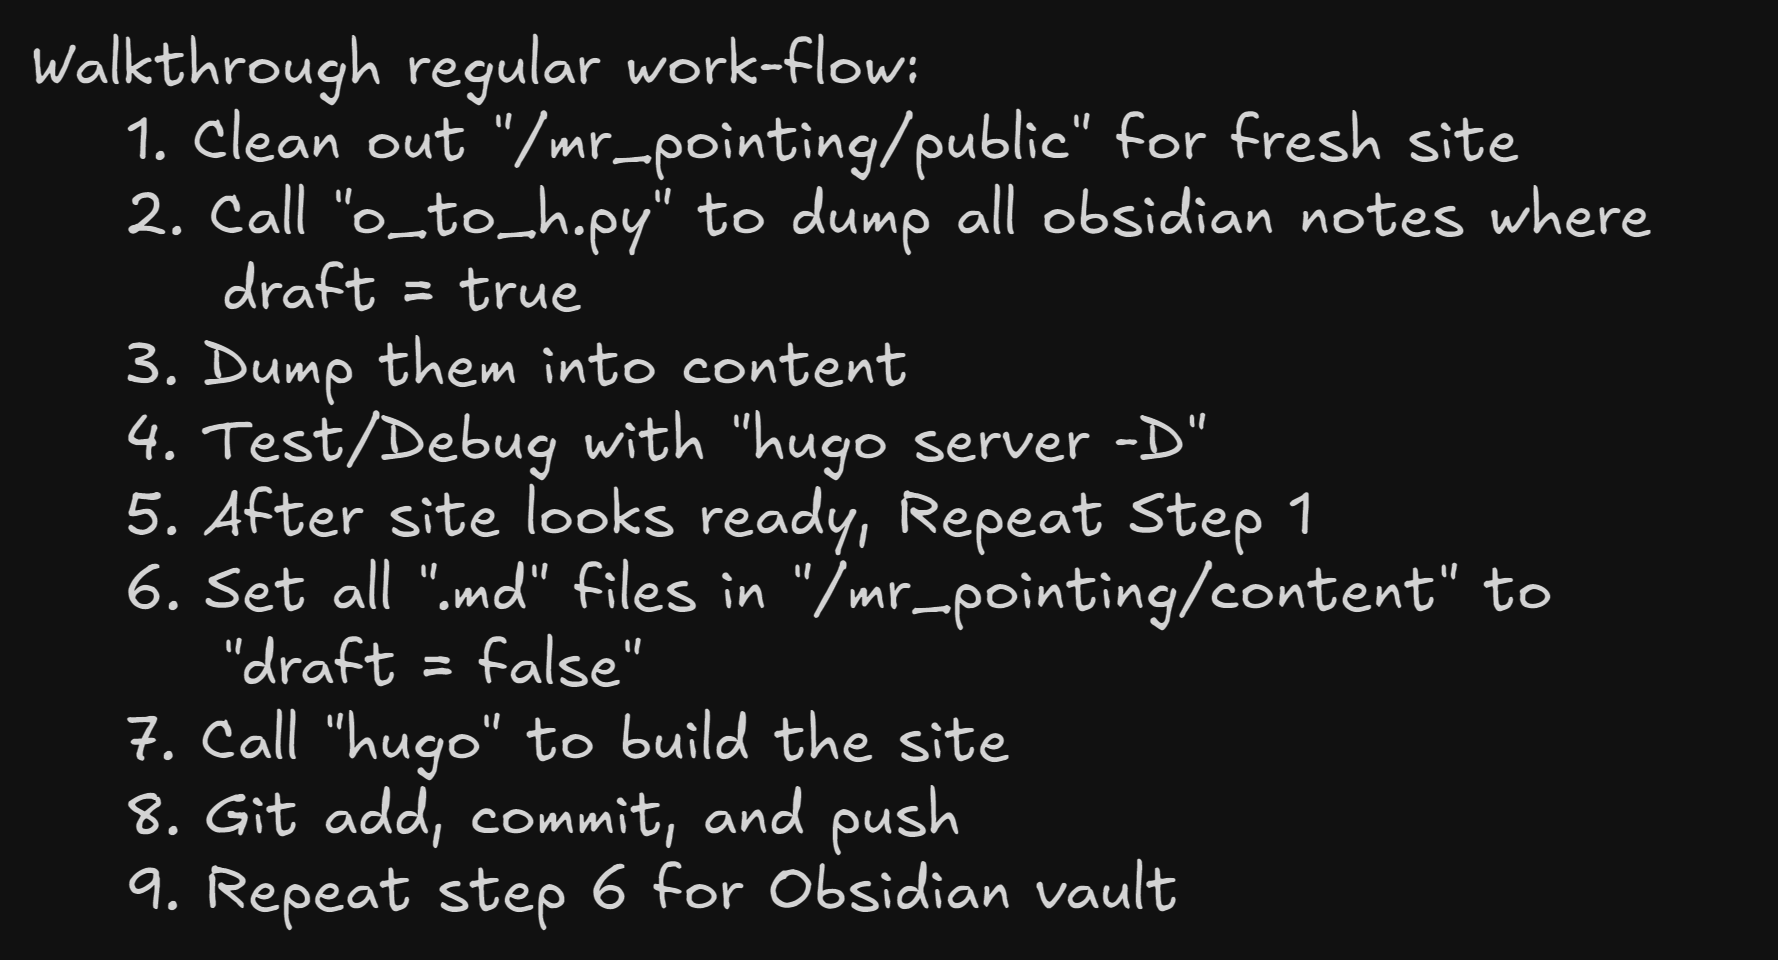 Walkthrough regular work-flow:
1. Clean out "/mr_pointing/public" for fresh site
2. Call "o_to_h.py" to dump all obsidian notes where
draft = true
3. Dump them into content
4. Test/Debug with "hugo server -D"
5. After site looks ready, Repeat Step 1
6. Set all ".md" files in "/mr_pointing/content" to
"draft = false"
7. Call "hugo" to build the site
8. Git add, commit, and push
9. Repeat step 6 for Obsidian vault